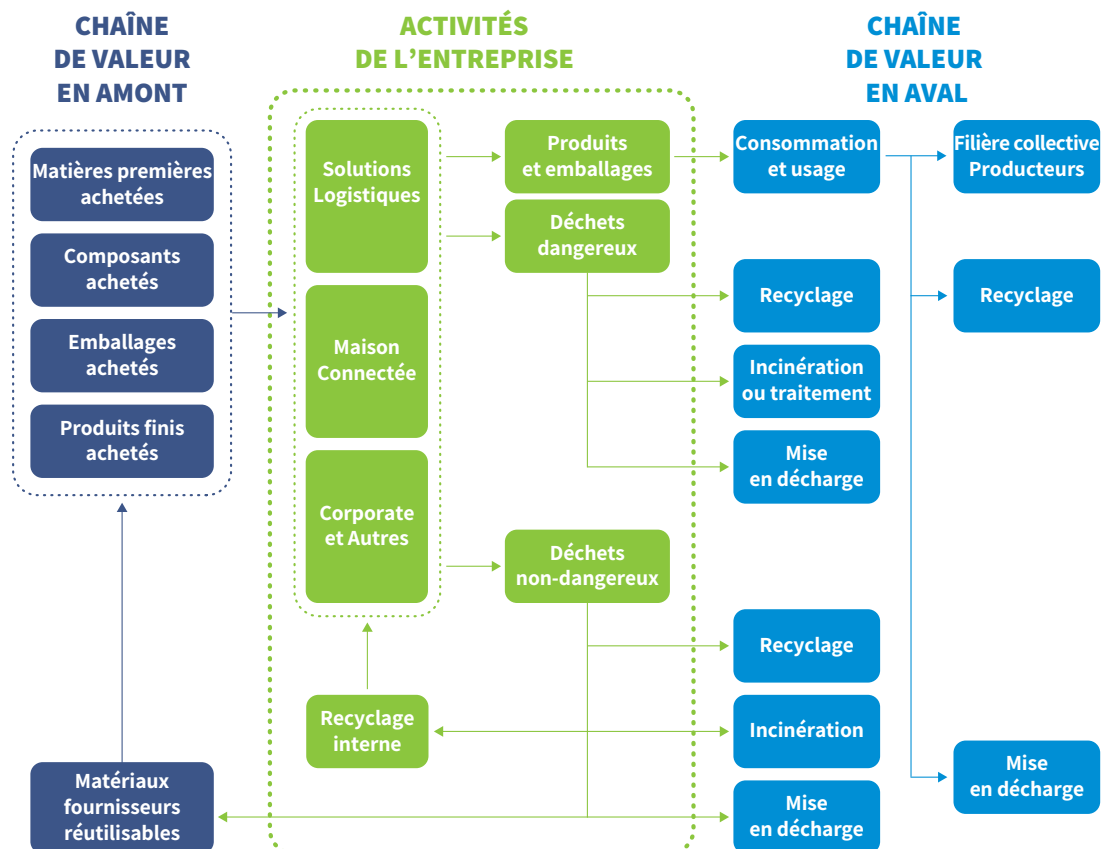 CHAÎNE
DE VALEUR
EN AMONT
Matières premières
achetées
Composants
achetés
Emballages
achetés
Produits finis
achetés
Matériaux
fournisseurs
réutilisables
ACTIVITÉS
DE L’ENTREPRISE
Solutions
Logistiques
Maison
Connectée
Corporate
et Autres
Recyclage
interne
Produits
et emballages
Déchets
dangereux
Déchets
non-dangereux
CHAÎNE
DE VALEUR
EN AVAL
Consommation
et usage
Recyclage
Incinération
ou traitement
Mise
en décharge
Recyclage
Incinération
Mise
en décharge
Filière collective
Producteurs
Recyclage
Mise
en décharge